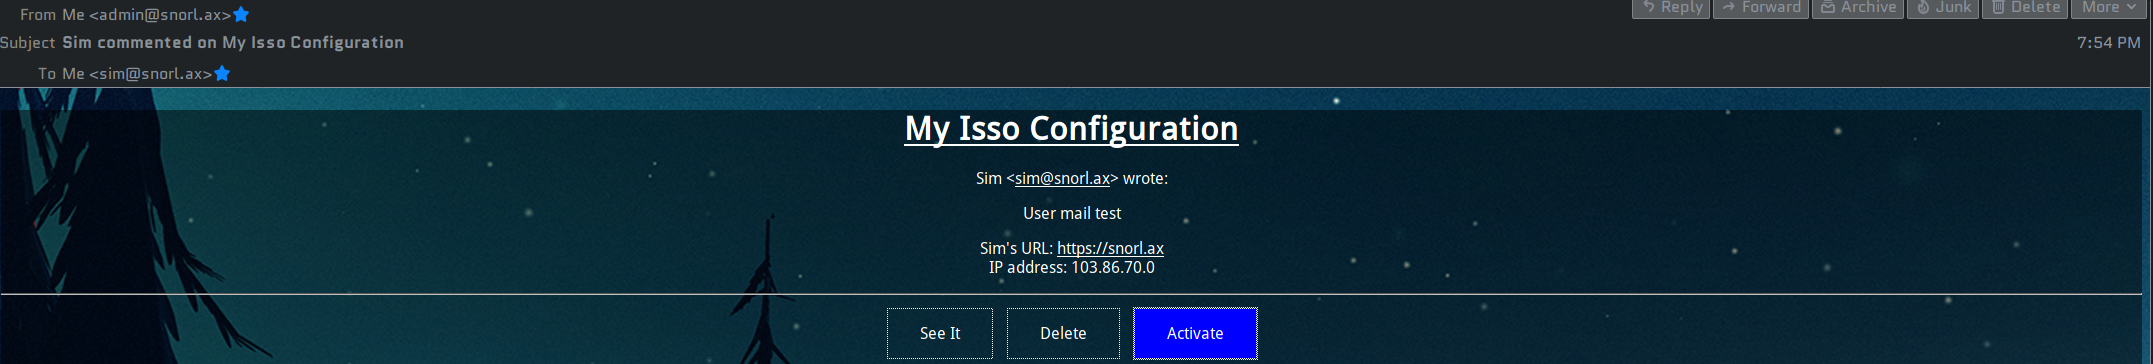 From Me <admin@snorl.ax>
Reply Forward Archive Junk Delete More
Subject Sim commented on My Isso Configuration
7:54 PM
To Me <sim@snorl.ax>
My Isso Configuration
Sim <sim@snorl.ax> wrote:
User mail test
Sim's URL: https://snorl.ax
IP address: 103.86.70.0
See It Delete Activate